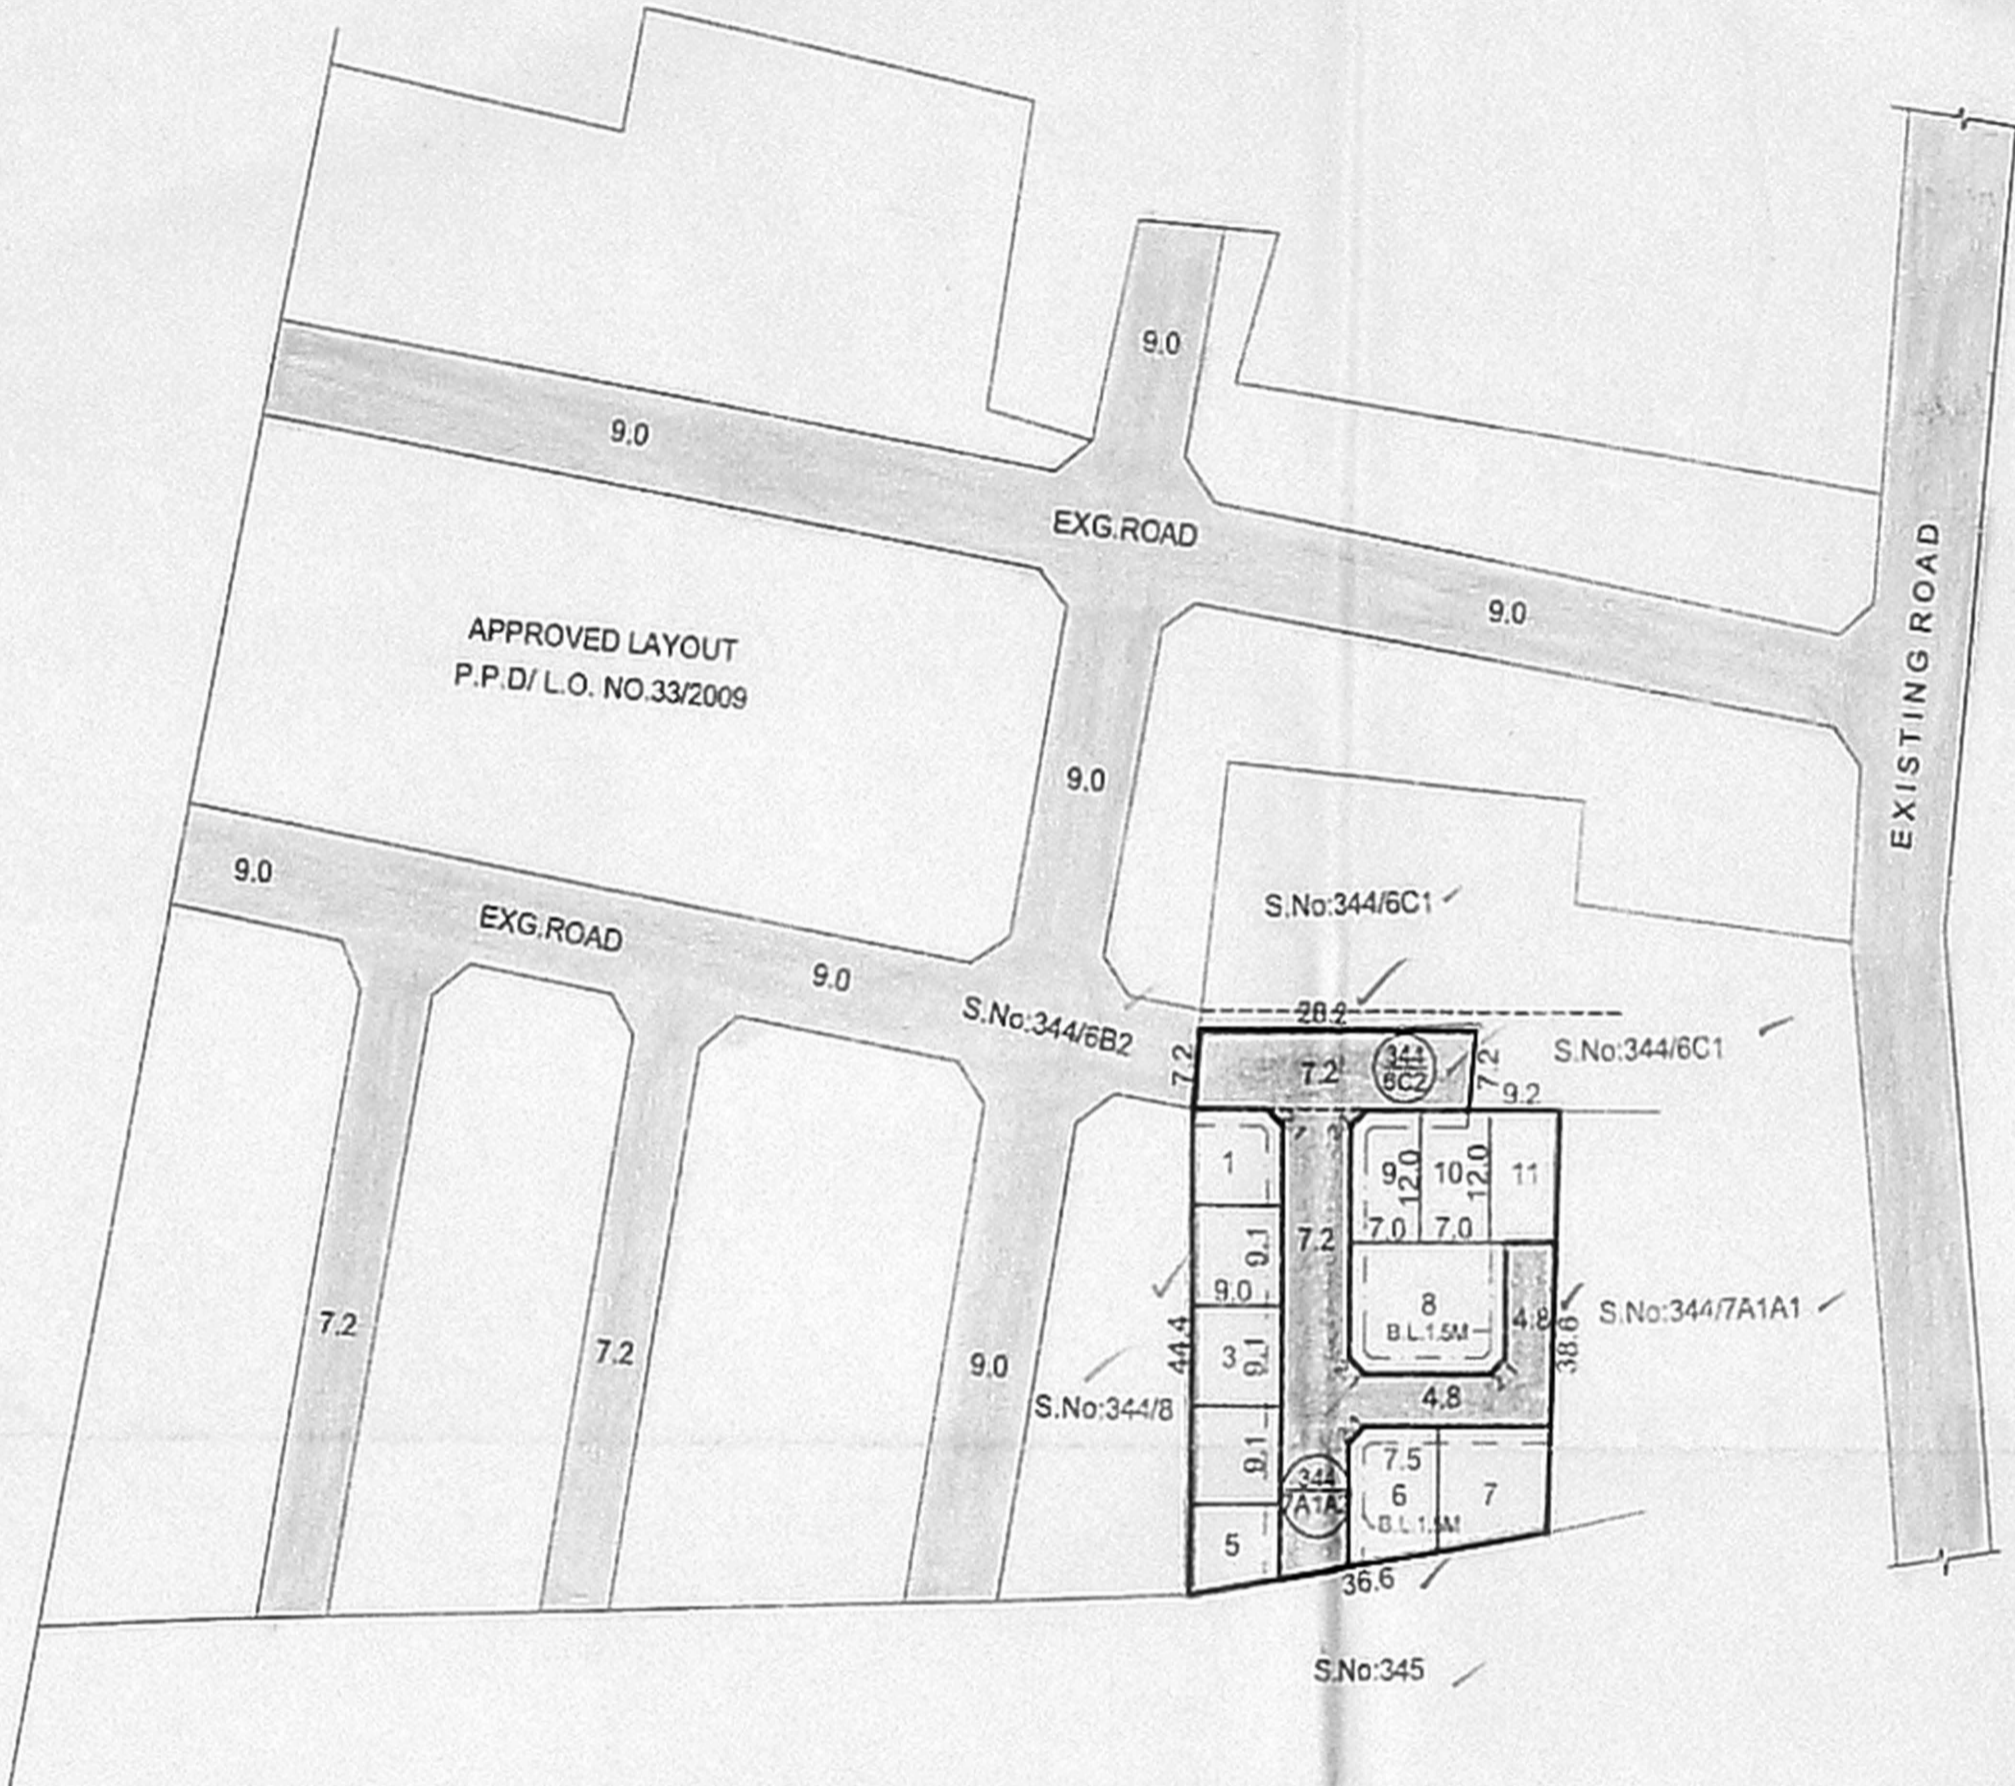 9.0
9.0
EXG.ROAD
9.0
EXISTING ROAD
APPROVED LAYOUT
P.P.D/ L.O. NO.33/2009
9.0
9.0
EXG.ROAD
9.0
S.No:344/6B2
S.No:344/6C1
28.2
S.No:344/6C1
7.2
7.2
344
6C2
7.2
9.2
1
9
12.0
10
12.0
11
7.0
7.0
7.2
9.1
9.0
8
B.L.1.5M
4.8
38.6
S.No:344/7A1A1
44.4
3
9.1
4.8
S.No:344/8
7.2
7.2
9.0
9.1
7.5
6
B.L.1.5M
7
344
5
36.6
S.No:345